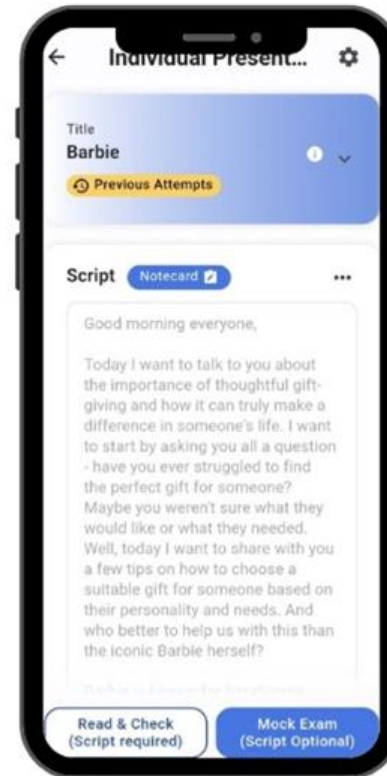 Individual Present...
Title
Barbie
Previous Attempts
Script
Notecard
Good morning everyone,
Today I want to talk to you about
the importance of thoughtful gift-
giving and how it can truly make a
difference in someone's life. I want
to start by asking you all a question
- have you ever struggled to find
the perfect gift for someone?
Maybe you weren't sure what they
would like or what they needed.
Well, today I want to share with you
a few tips on how to choose a
suitable gift for someone based on
their personality and needs. And
who better to help us with this than
the iconic Barbie herself?
Read & Check
(Script required)
Mock Exam
(Script Optional)